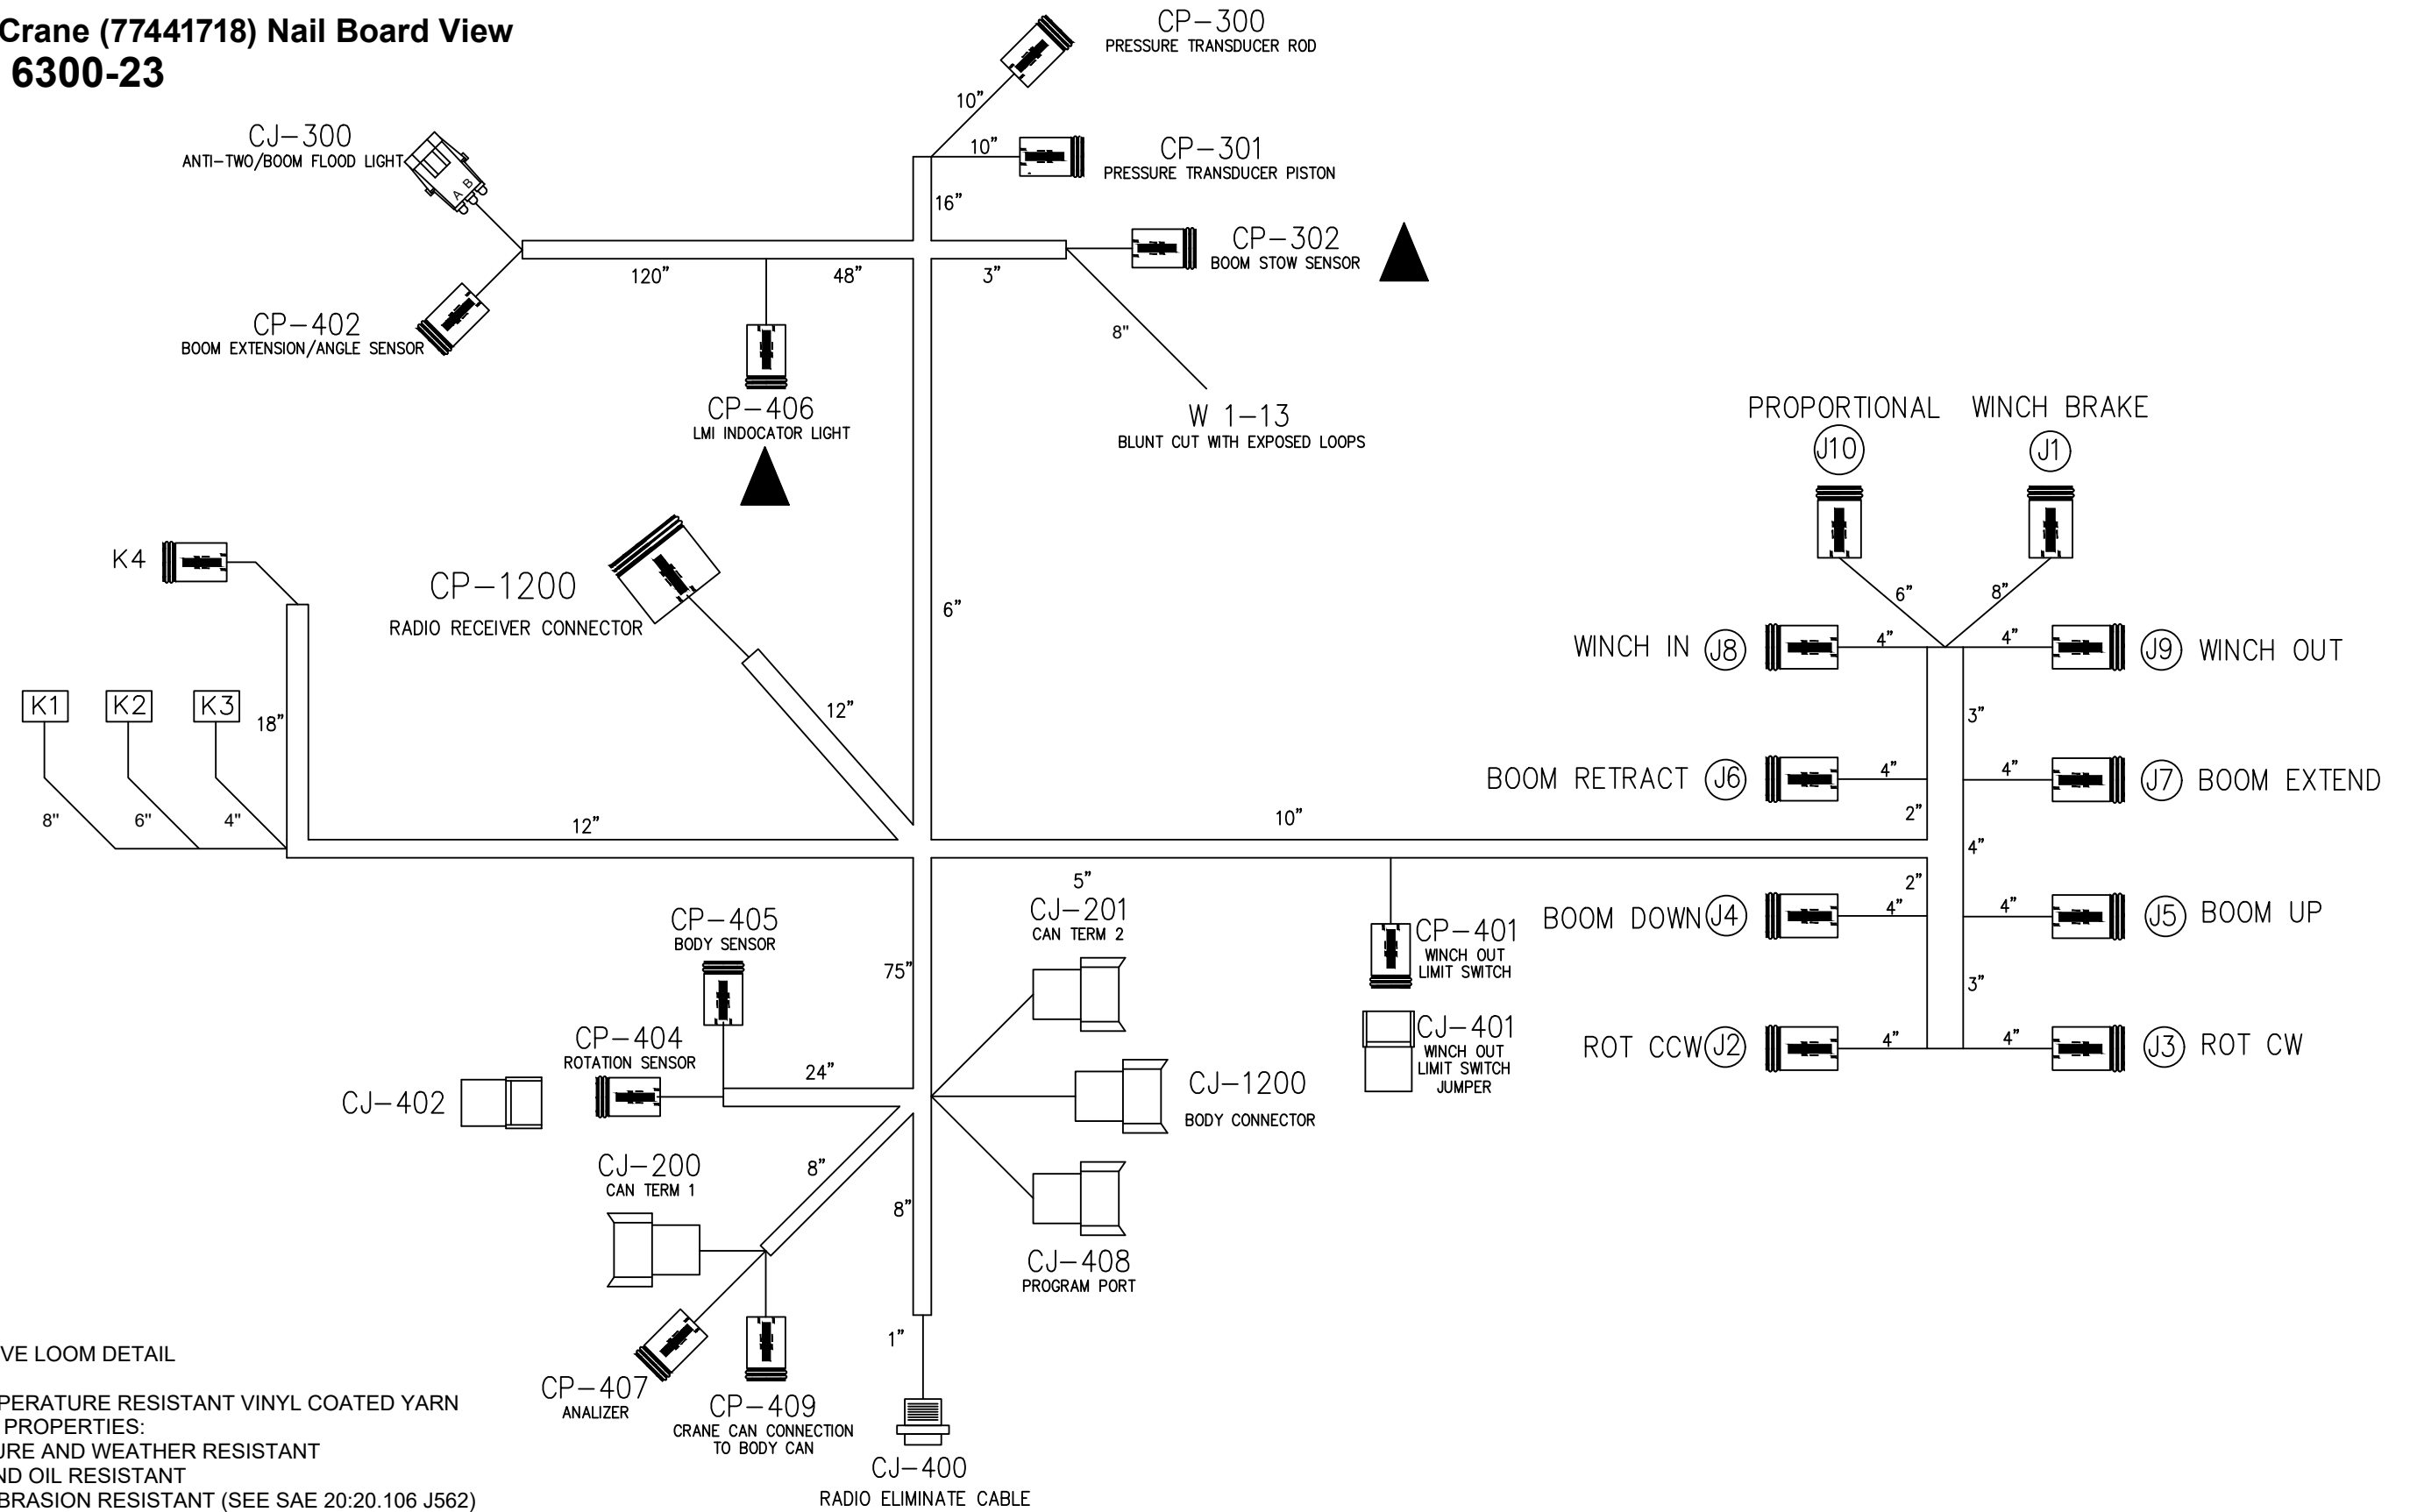 Crane (77441718) Nail Board View
6300-23
CP-300
PRESSURE TRANSDUCER ROD
10"
CJ-300
ANTI-TWO/BOOM FLOOD LIGHT
A
B
10"
CP-301
PRESSURE TRANSDUCER PISTON
16"
CP-302
BOOM STOW SENSOR
120"
48"
3"
CP-402
BOOM EXTENSION/ANGLE SENSOR
8"
CP-406
LMI INDOCATOR LIGHT
W 1-13
BLUNT CUT WITH EXPOSED LOOPS
PROPORTIONAL
J10
WINCH BRAKE
J1
K4
CP-1200
RADIO RECEIVER CONNECTOR
6"
6"
8"
WINCH IN
J8
4"
4"
J9
WINCH OUT
K1
K2
K3
18"
12"
3"
BOOM RETRACT
J6
4"
4"
J7
BOOM EXTEND
8"
6"
4"
12"
10"
2"
4"
5"
2"
CJ-201
CAN TERM 2
CP-405
BODY SENSOR
BOOM DOWN
J4
4"
4"
J5
BOOM UP
CP-401
WINCH OUT
LIMIT SWITCH
75"
3"
CP-404
ROTATION SENSOR
CJ-401
WINCH OUT
LIMIT SWITCH
JUMPER
ROT CCW
J2
4"
4"
J3
ROT CW
24"
CJ-402
CJ-1200
BODY CONNECTOR
CJ-200
CAN TERM 1
8"
8"
CJ-408
PROGRAM PORT
1"
CP-407
ANALIZER
CP-409
CRANE CAN CONNECTION
TO BODY CAN
CJ-400
RADIO ELIMINATE CABLE
VE LOOM DETAIL
PERATURE RESISTANT VINYL COATED YARN
PROPERTIES:
URE AND WEATHER RESISTANT
ND OIL RESISTANT
BRASION RESISTANT (SEE SAE 20:20.106 J562)